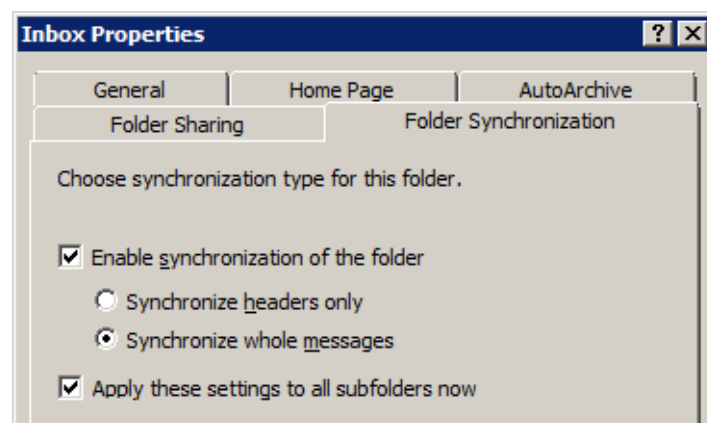 Inbox Properties
General Home Page AutoArchive
Folder Sharing Folder Synchronization
Choose synchronization type for this folder.
Enable synchronization of the folder
Synchronize headers only
Synchronize whole messages
Apply these settings to all subfolders now